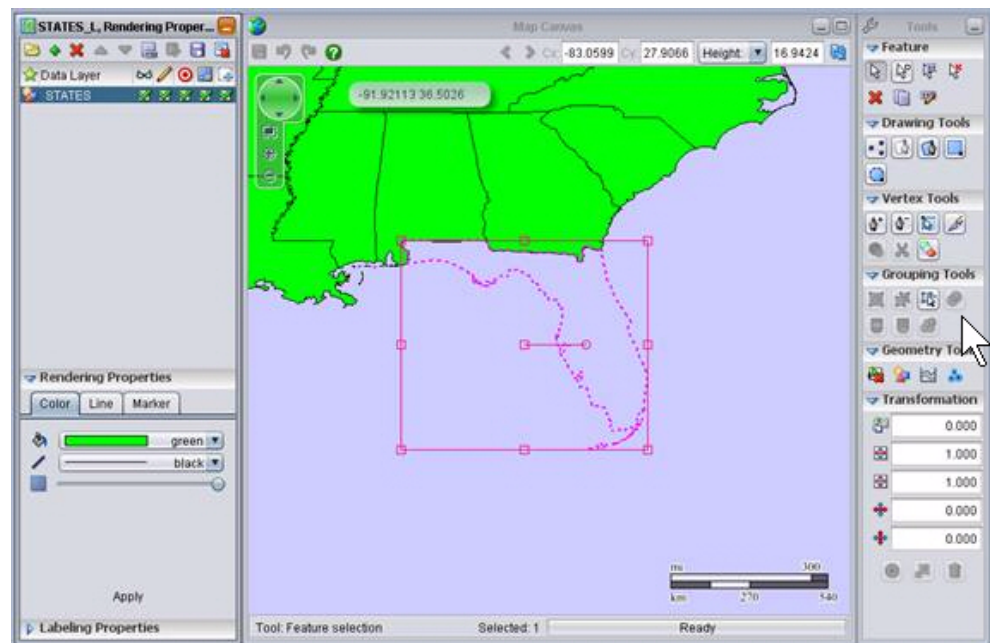 STATES_L, Rendering Proper...
Data Layer
STATES
Rendering Properties
Color Line Marker
green
black
Apply
Labeling Properties
Map Canvas
Cx: -83.0599 Cy: 27.9066 Height 16.9424
-91.92113 36.5026
mi 300
km 270 540
Tool: Feature selection Selected: 1 Ready
Tools
Feature
Drawing Tools
Vertex Tools
Grouping Tools
Geometry Too
Transformation
0.000
1.000
1.000
0.000
0.000